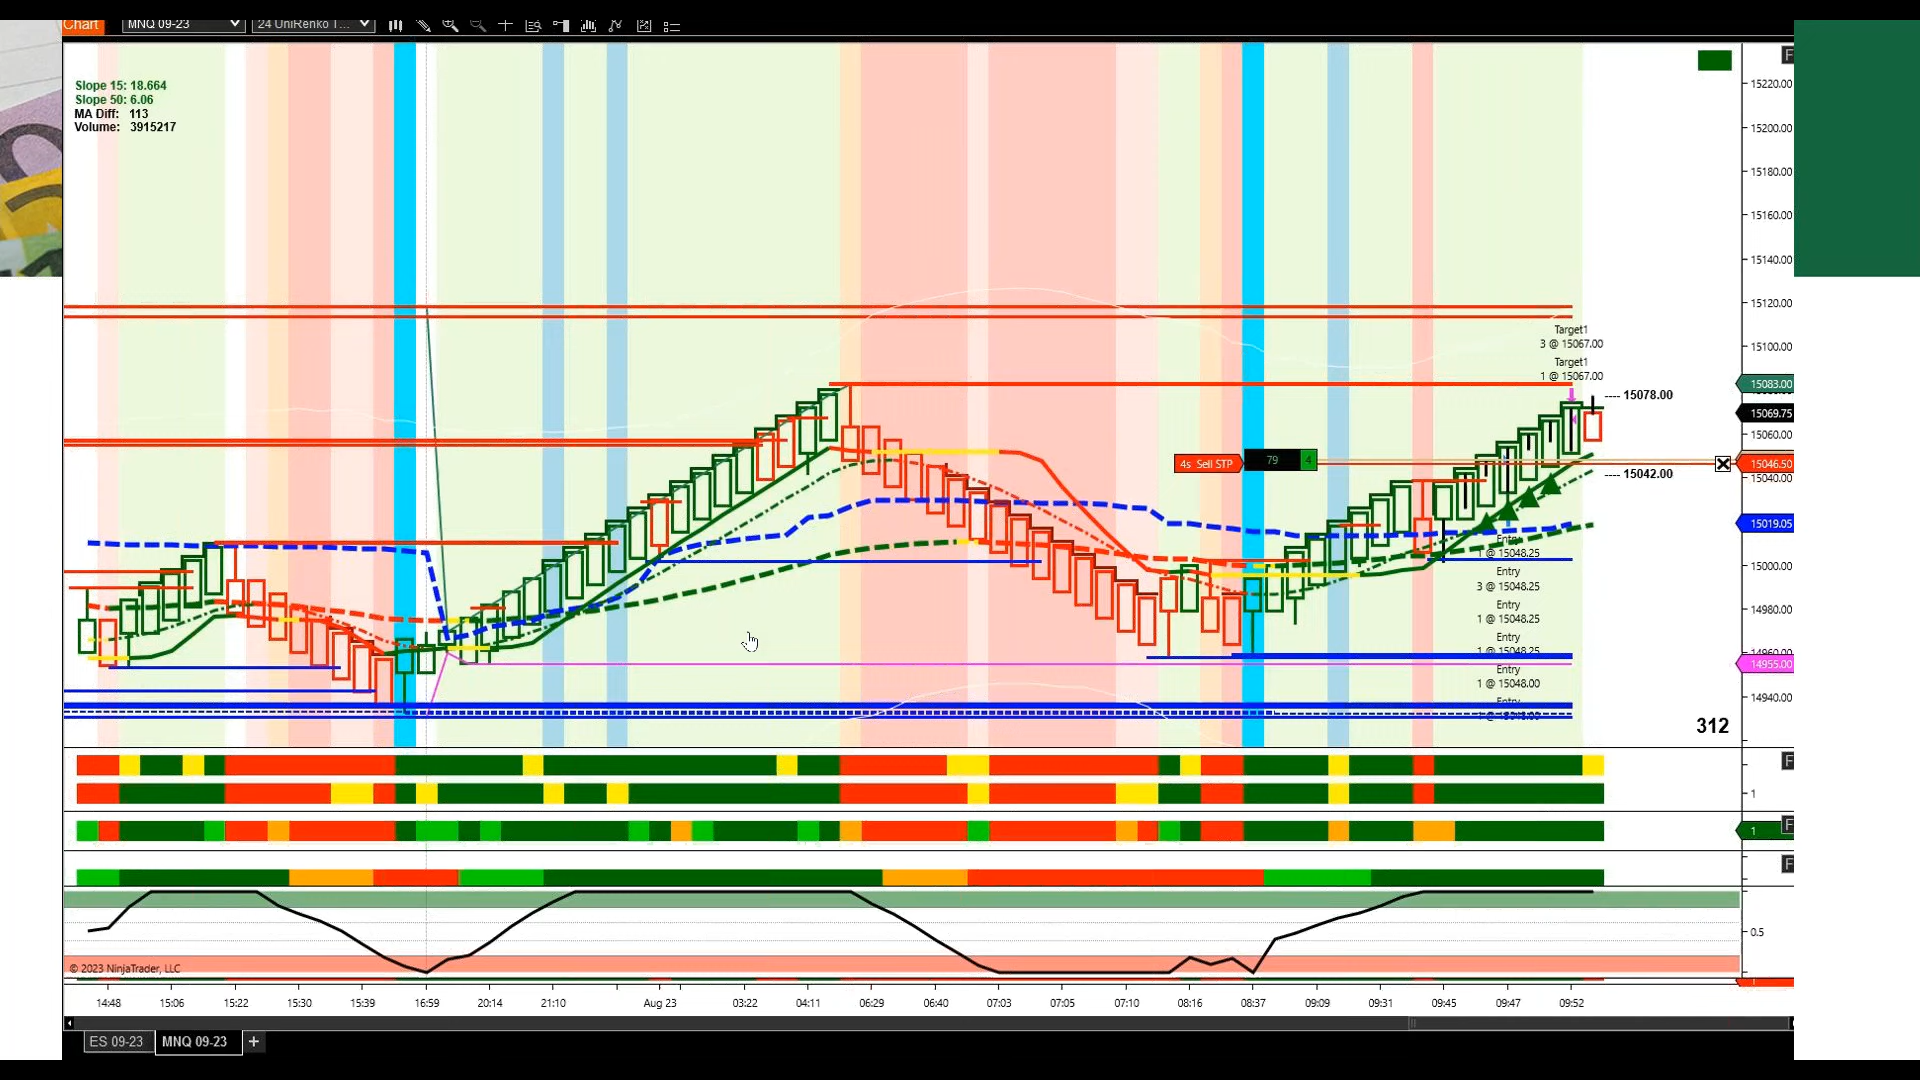 Chart
MNQ 09-23
24 UniRenko T...
Slope 15: 18.664
Slope 50: 6.06
MA Diff: 113
Volume: 3915217
F
15220.00
15200.00
15180.00
15160.00
15140.00
15120.00
15100.00
15083.00
15069.75
15060.00
15046.50
15040.00
15019.05
15000.00
14980.00
14960.00
14955.00
14940.00
Target1
3 @ 15067.00
Target1
1 @ 15067.00
---- 15078.00
4s Sell STP
79
4
X
---- 15042.00
Entry
1 @ 15048.25
Entry
3 @ 15048.25
Entry
1 @ 15048.25
Entry
1 @ 15048.25
Entry
1 @ 15048.00
Entry
312
F
1
F
1
F
0.5
© 2023 NinjaTrader, LLC
1
14:48 15:06 15:22 15:30 15:39 16:59 20:14 21:10 Aug 23 03:22 04:11 06:29 06:40 07:03 07:05 07:10 08:16 08:37 09:09 09:31 09:45 09:47 09:52
ES 09-23
MNQ 09-23
+